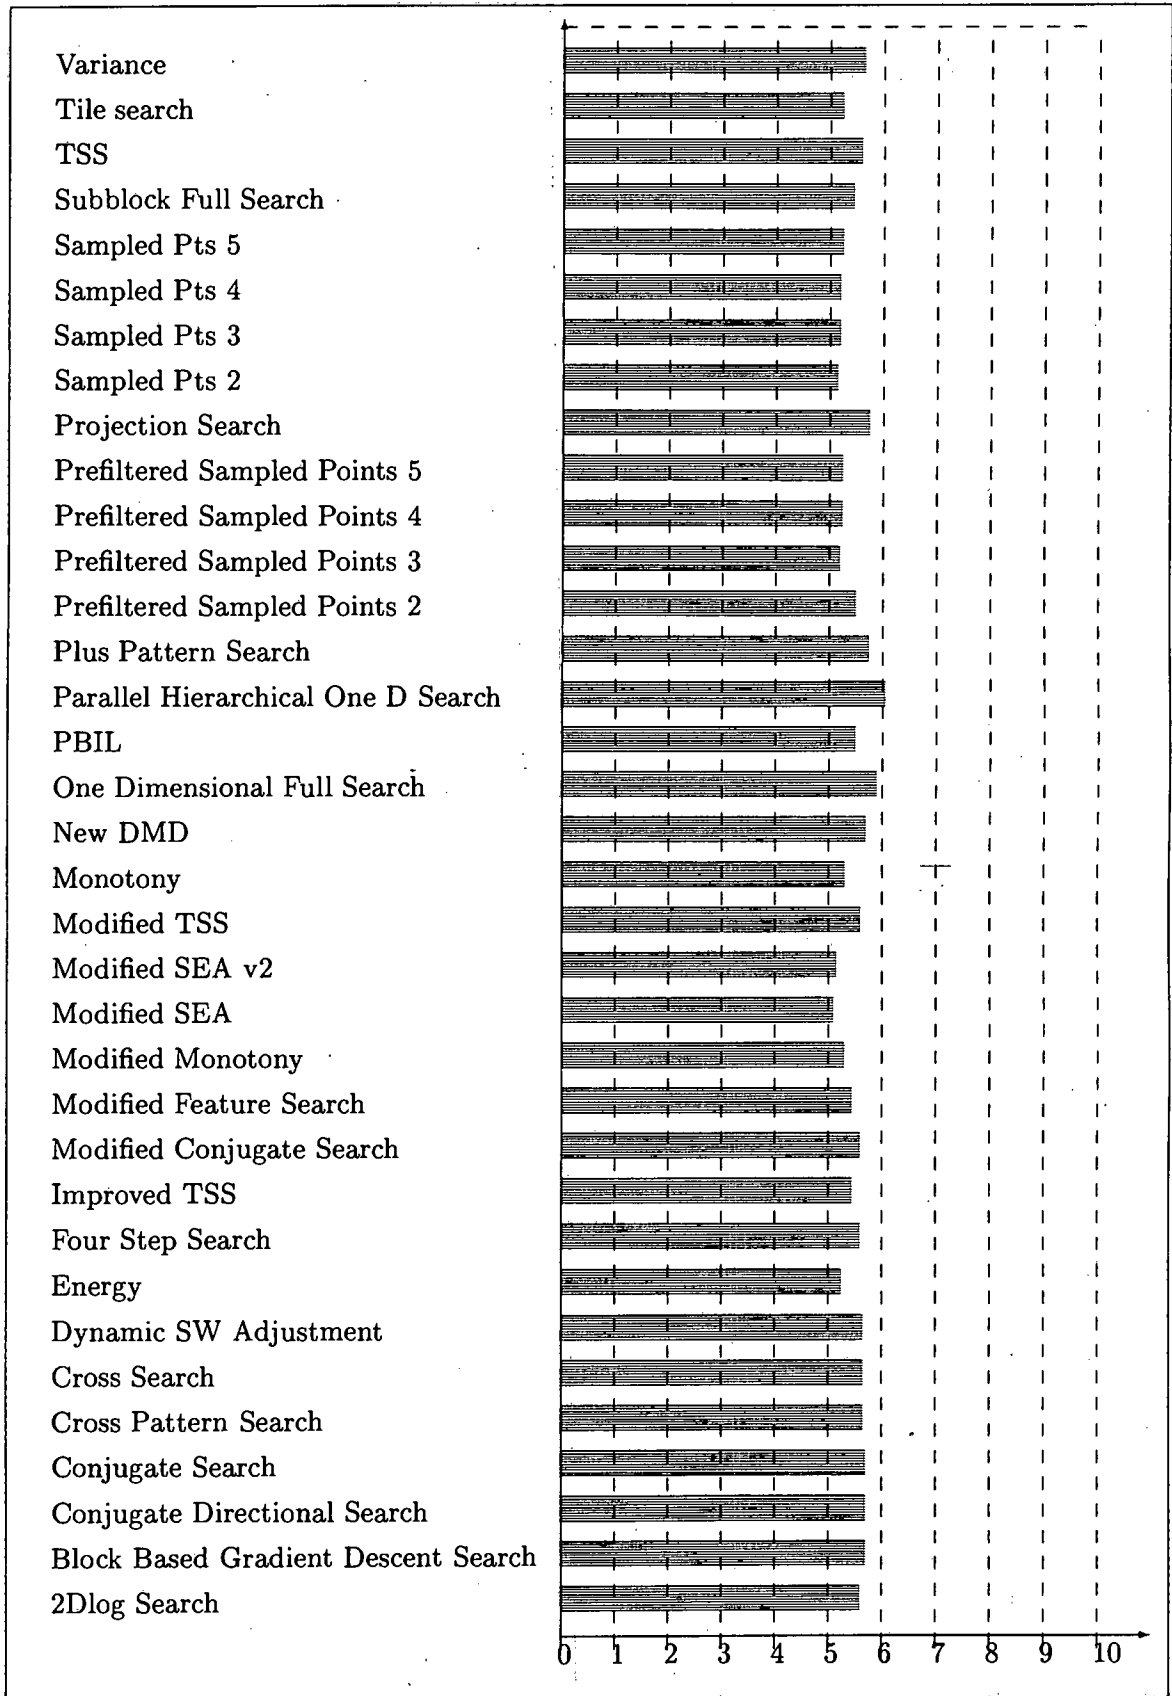 Variance
Tile search
TSS
Subblock Full Search
Sampled Pts 5
Sampled Pts 4
Sampled Pts 3
Sampled Pts 2
Projection Search
Prefiltered Sampled Points 5
Prefiltered Sampled Points 4
Prefiltered Sampled Points 3
Prefiltered Sampled Points 2
Plus Pattern Search
Parallel Hierarchical One D Search
PBIL
One Dimensional Full Search
New DMD
Monotony
Modified TSS
Modified SEA v2
Modified SEA
Modified Monotony
Modified Feature Search
Modified Conjugate Search
Improved TSS
Four Step Search
Energy
Dynamic SW Adjustment
Cross Search
Cross Pattern Search
Conjugate Search
Conjugate Directional Search
Block Based Gradient Descent Search
2Dlog Search
0 1 2 3 4 5 6 7 8 9 10